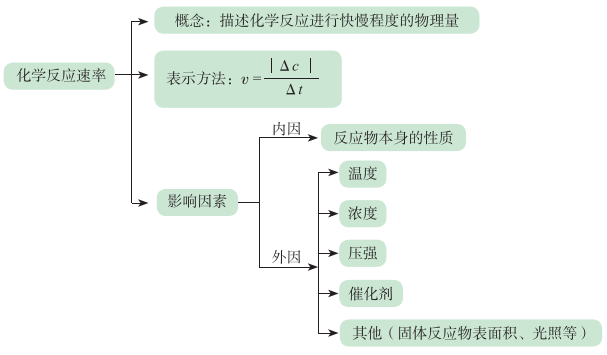 概念：描述化学反应进行快慢程度的物理量
化学反应速率
表示方法：v=|Δc|/Δt
内因
反应物本身的性质
影响因素
外因
温度
浓度
压强
催化剂
其他（固体反应物表面积、光照等）